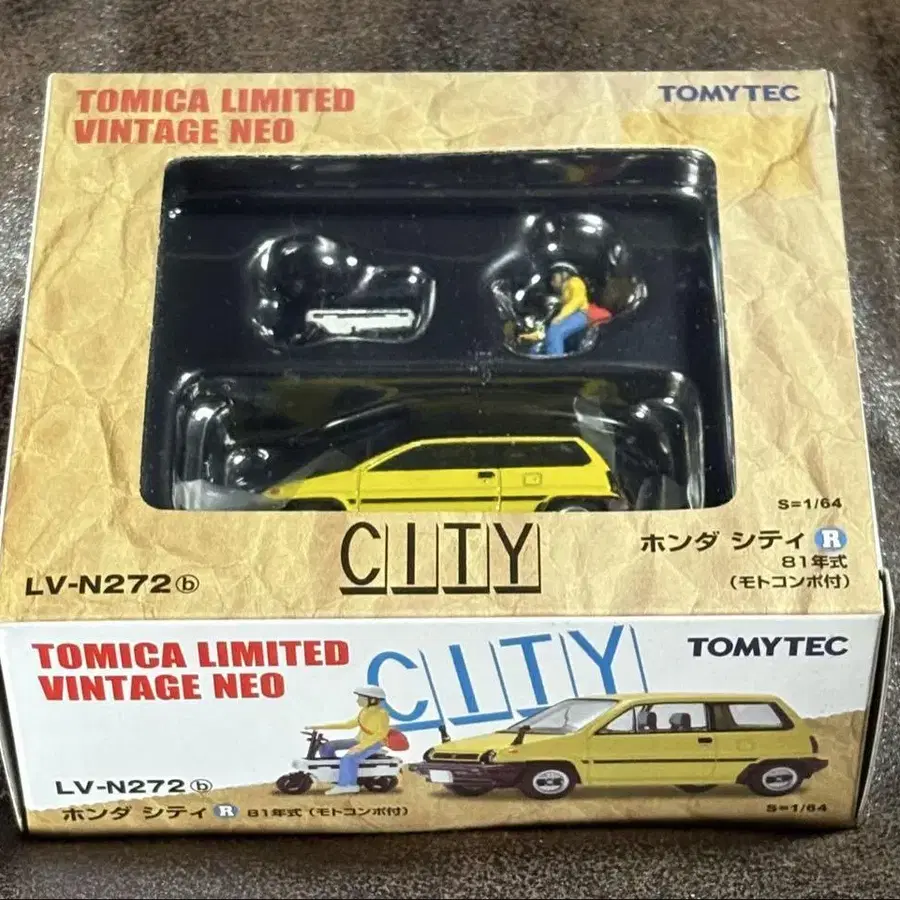 TOMICA LIMITED
VINTAGE NEO
TOMYTEC
S=1/64
CITY
ホンダ シティ R
81年式
(モトコンポ付)
LV-N272ⓑ
TOMICA LIMITED
VINTAGE NEO
CITY
TOMYTEC
LV-N272ⓑ
ホンダ シティ R 81年式 (モトコンポ付)
S=1/64